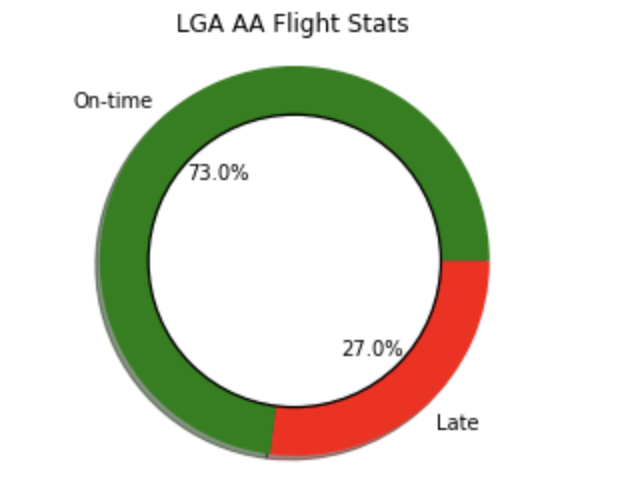 LGA AA Flight Stats
On-time
73.0%
27.0%
Late